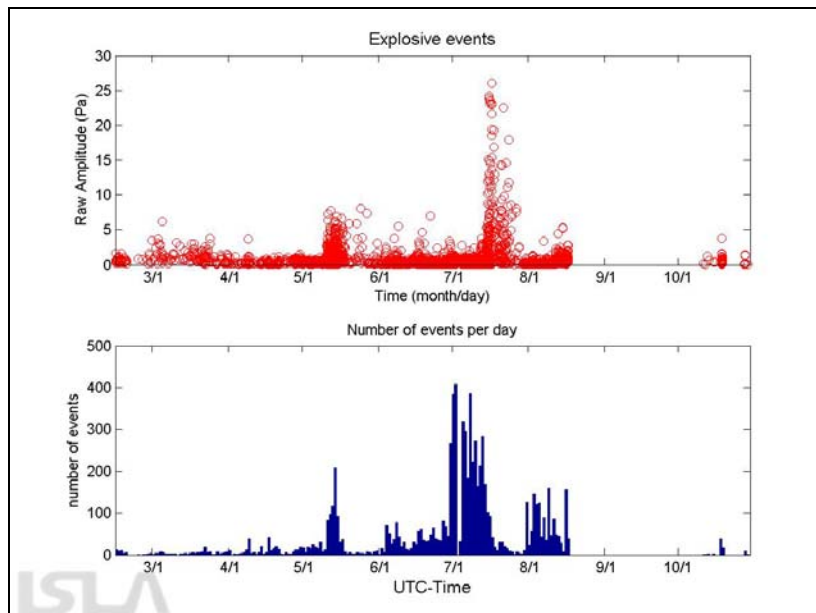 Explosive events
30
25
20
15
10
5
0
Raw Amplitude (Pa)
3/1 4/1 5/1 6/1 7/1 8/1 9/1 10/1
Time (month/day)
Number of events per day
500
400
300
200
100
0
number of events
3/1 4/1 5/1 6/1 7/1 8/1 9/1 10/1
UTC-Time
ISLA